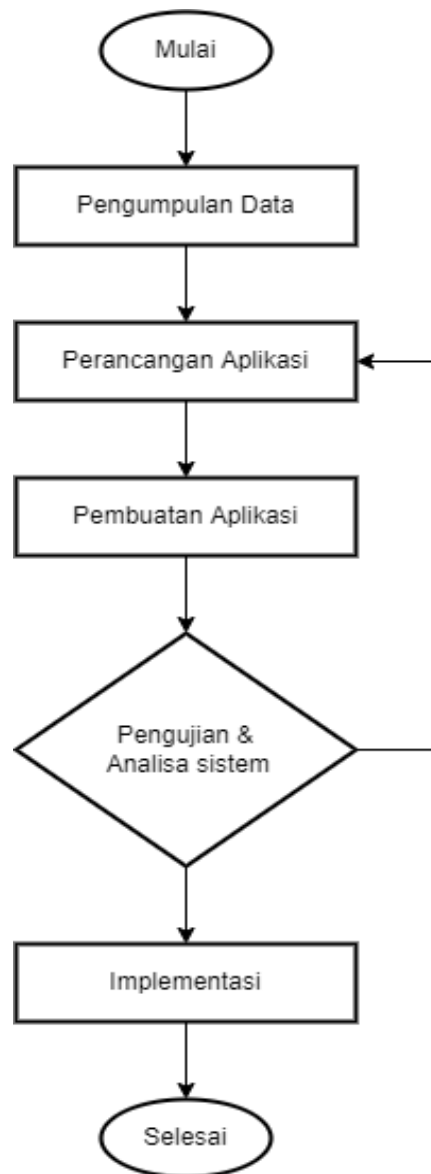 Mulai
Pengumpulan Data
Perancangan Aplikasi
Pembuatan Aplikasi
Pengujian &
Analisa sistem
Implementasi
Selesai